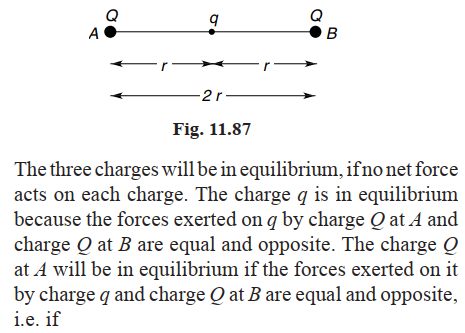 Q q Q
A B
r r
2 r
Fig. 11.87
The three charges will be in equilibrium, if no net force
acts on each charge. The charge q is in equilibrium
because the forces exerted on q by charge Q at A and
charge Q at B are equal and opposite. The charge Q
at A will be in equilibrium if the forces exerted on it
by charge q and charge Q at B are equal and opposite,
i.e. if